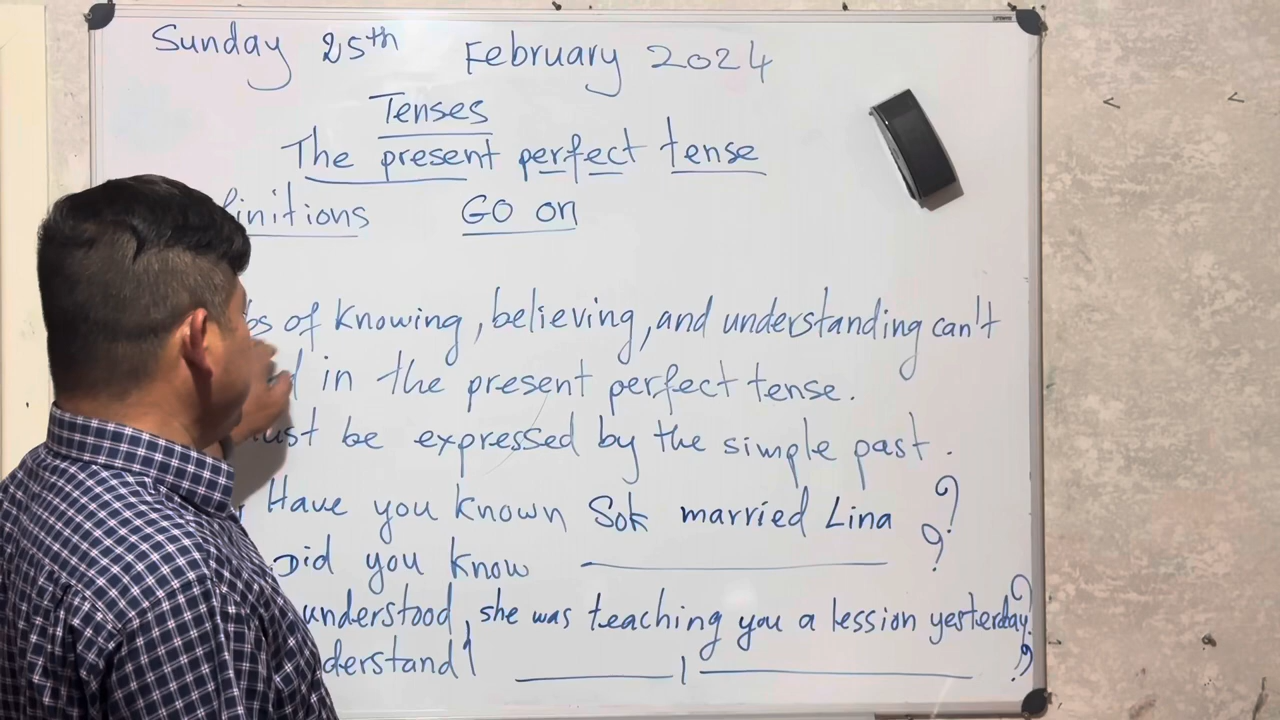 Sunday 25th February 2024
Tenses
The present perfect tense
finitions Go on
bs of knowing, believing, and understanding can't
d in the present perfect tense.
ust be expressed by the simple past.
Have you known Sok married Lina ?
Did you know ?
understood, she was teaching you a lession yesterday?
derstand , ?